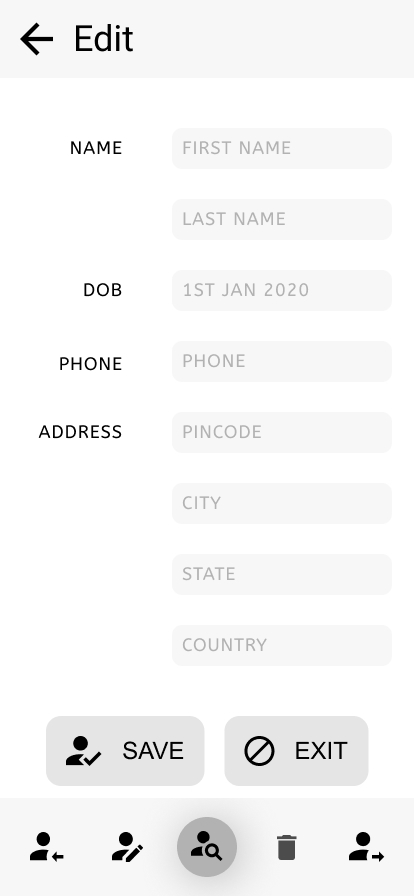 Edit
NAME FIRST NAME
LAST NAME
DOB 1ST JAN 2020
PHONE PHONE
ADDRESS PINCODE
CITY
STATE
COUNTRY
SAVE EXIT